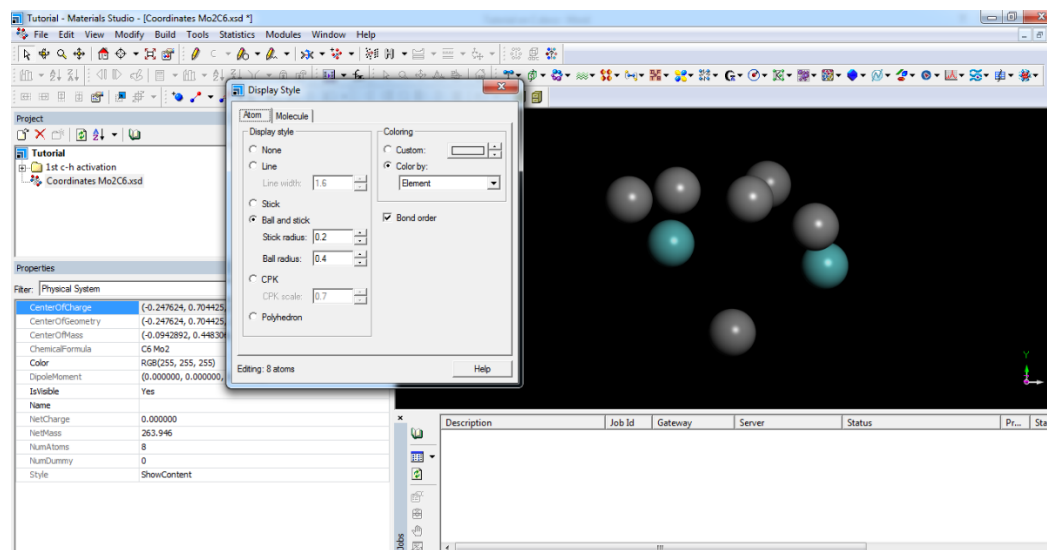 Tutorial - Materials Studio - [Coordinates Mo2C6.xsd *]
File Edit View Modify Build Tools Statistics Modules Window Help
Project
Tutorial
1st c-h activation
Coordinates Mo2C6.xsd
Properties
Filter: Physical System
CenterOfCharge (-0.247624, 0.704425,
CenterOfGeometry (-0.247624, 0.704425,
CenterOfMass (-0.0942892, 0.44830
ChemicalFormula C6 Mo2
Color RGB(255, 255, 255)
DipoleMoment (0.000000, 0.000000,
IsVisible Yes
Name
NetCharge 0.000000
NetMass 263.946
NumAtoms 8
NumDummy 0
Style ShowContent
Display Style
Atom Molecule
Display style
None
Line
Line width: 1.6
Stick
Ball and stick
Stick radius: 0.2
Ball radius: 0.4
CPK
CPK scale: 0.7
Polyhedron
Coloring
Custom:
Color by:
Element
Bond order
Editing: 8 atoms
Help
Y
Description Job Id Gateway Server Status Pr... Sta
Jobs